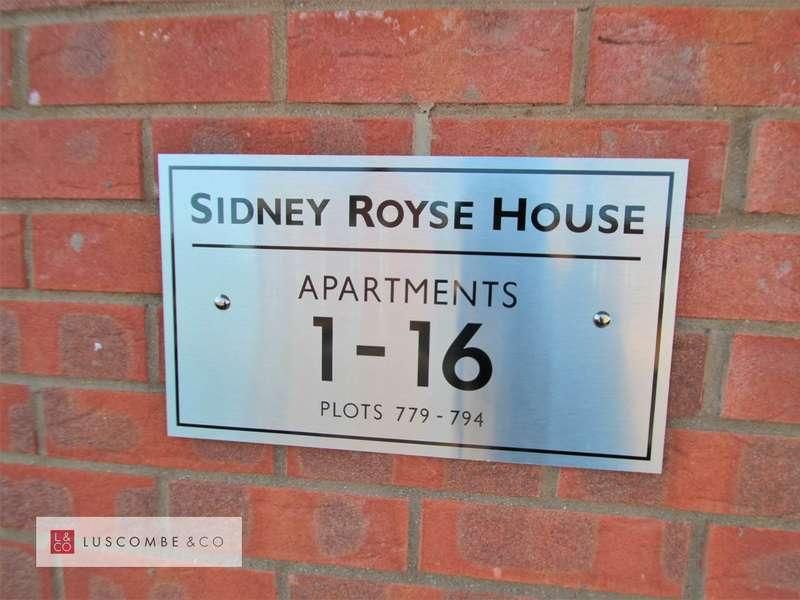 SIDNEY ROYSE HOUSE
APARTMENTS
1-16
PLOTS 779-794
L&CO LUSCOMBE &CO